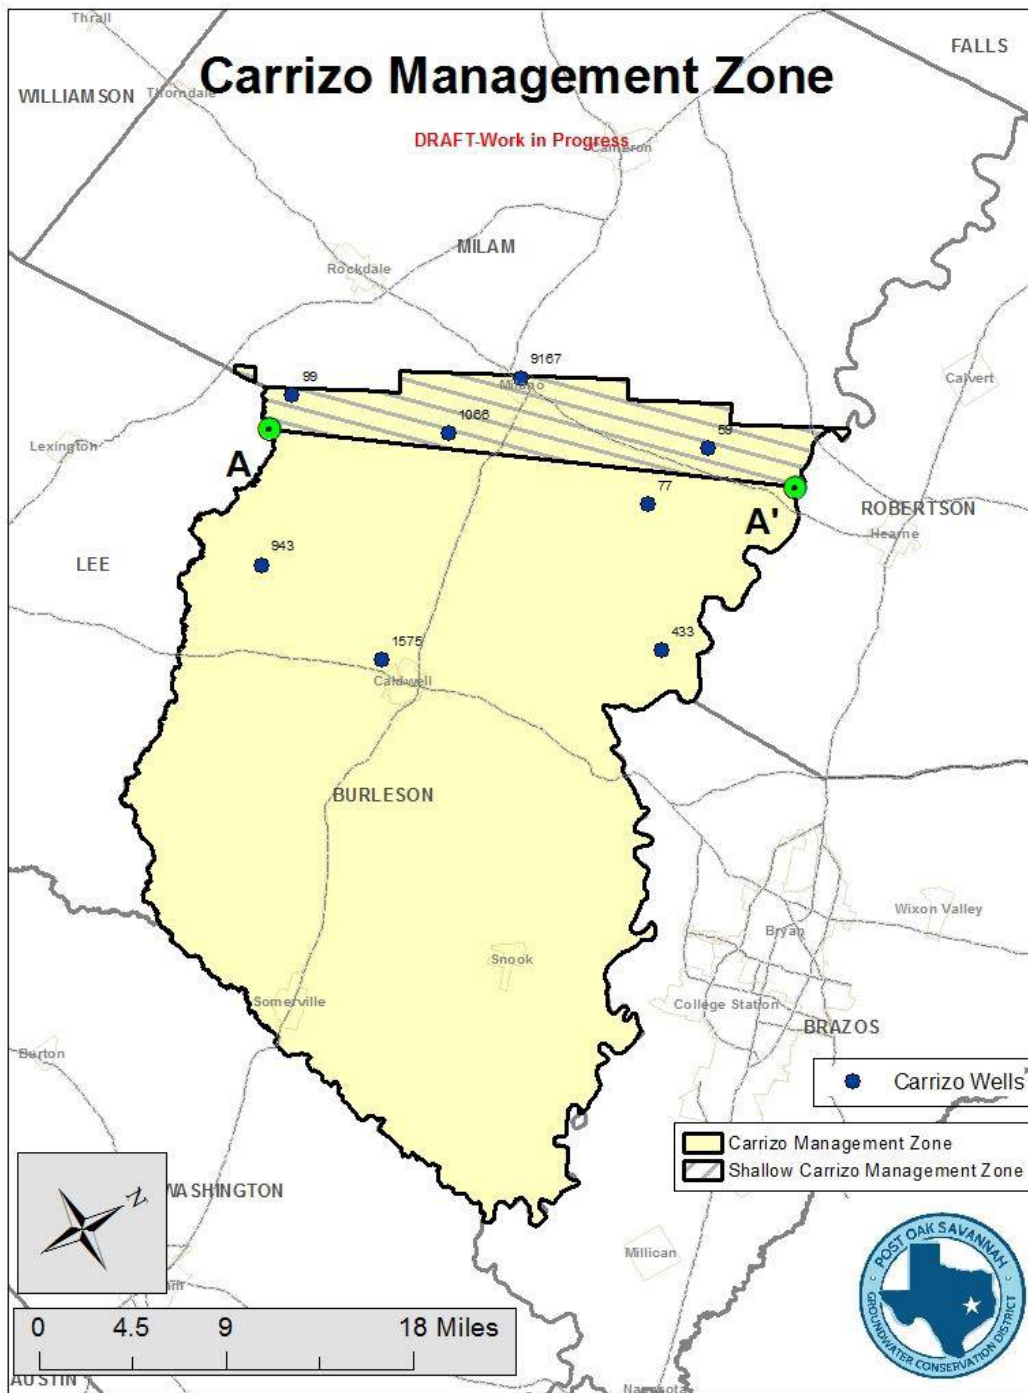 Thrall
FALLS
Carrizo Management Zone
WILLIAMSON
Thorndale
DRAFT-Work in Progress
Cameron
MILAM
Rockdale
9167
99
Milano
Calvert
1066
59
Lexington
A
77
A'
ROBERTSON
Hearne
943
LEE
433
1575
Caldwell
BURLESON
Wixon Valley
Bryan
Snook
Somerville
College Station
BRAZOS
Burton
Carrizo Wells
Carrizo Management Zone
Shallow Carrizo Management Zone
WASHINGTON
N
Millican
POST OAK SAVANNAH
GROUNDWATER CONSERVATION DISTRICT
0 4.5 9 18 Miles
AUSTIN
Navasota